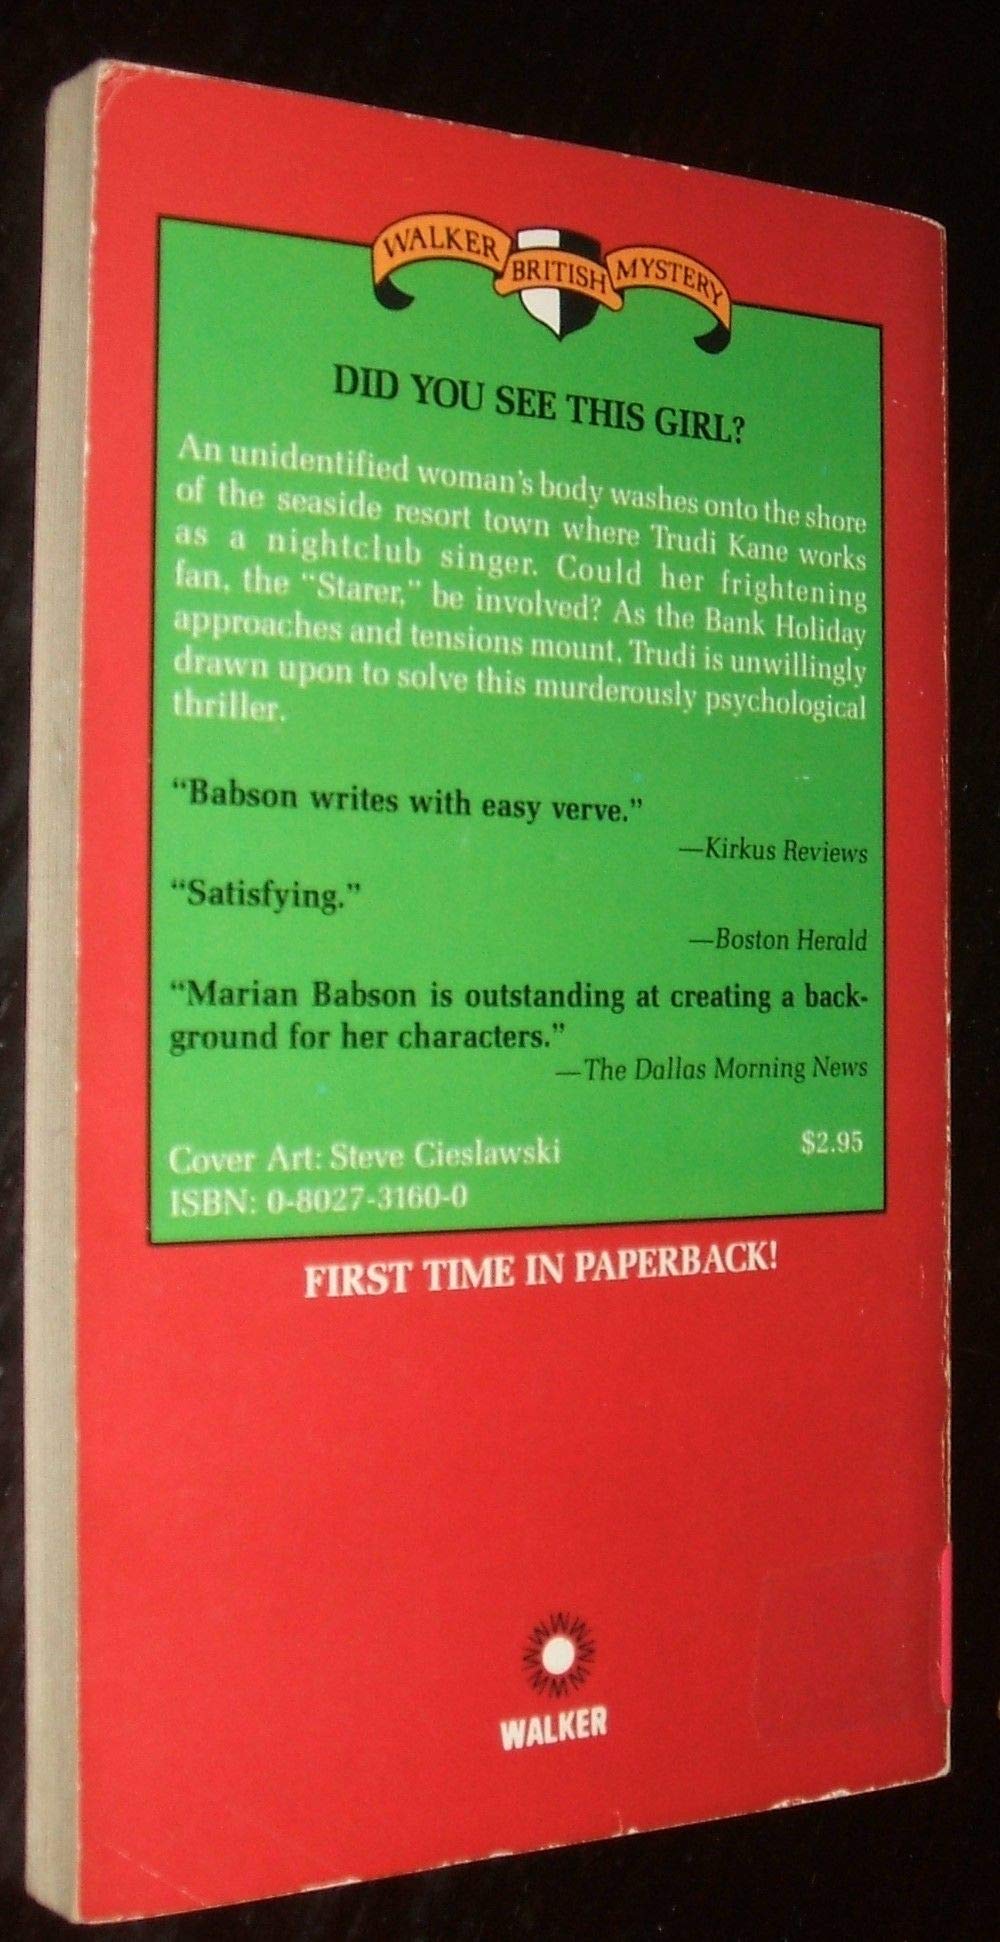 WALKER BRITISH MYSTERY
DID YOU SEE THIS GIRL?
An unidentified woman's body washes onto the shore
of the seaside resort town where Trudi Kane works
as a nightclub singer. Could her frightening
fan, the "Starer," be involved? As the Bank Holiday
approaches and tensions mount, Trudi is unwillingly
drawn upon to solve this murderously psychological
thriller.
"Babson writes with easy verve."
—Kirkus Reviews
"Satisfying."
—Boston Herald
"Marian Babson is outstanding at creating a back-
ground for her characters."
—The Dallas Morning News
Cover Art: Steve Cieslawski
$2.95
ISBN: 0-8027-3160-0
FIRST TIME IN PAPERBACK!
WALKER